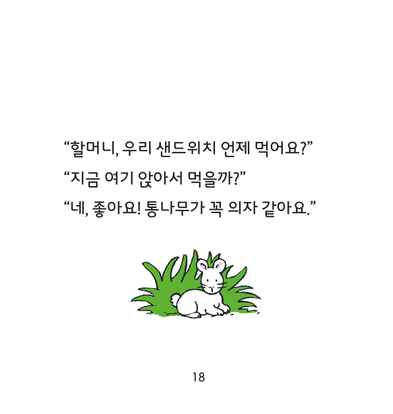 “할머니, 우리 샌드위치 언제 먹어요?”
“지금 여기 앉아서 먹을까?”
“네, 좋아요! 통나무가 꼭 의자 같아요.”
18